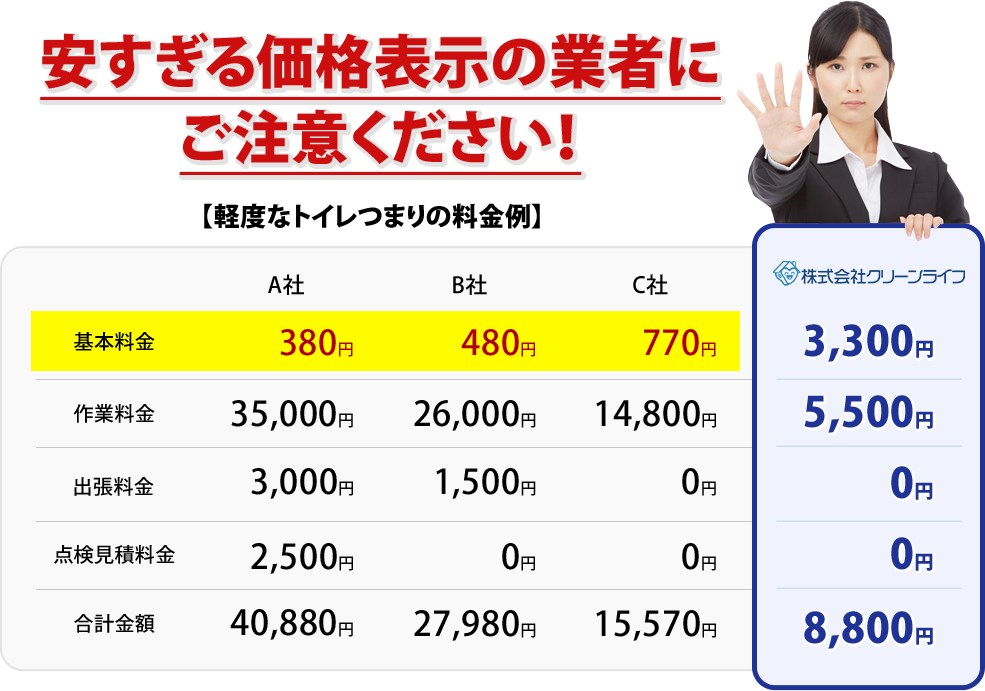 安すぎる価格表示の業者に
ご注意ください!
【軽度なトイレつまりの料金例】
A社 B社 C社 株式会社クリーンライフ
基本料金 380円 480円 770円 3,300円
作業料金 35,000円 26,000円 14,800円 5,500円
出張料金 3,000円 1,500円 0円 0円
点検見積料金 2,500円 0円 0円 0円
合計金額 40,880円 27,980円 15,570円 8,800円